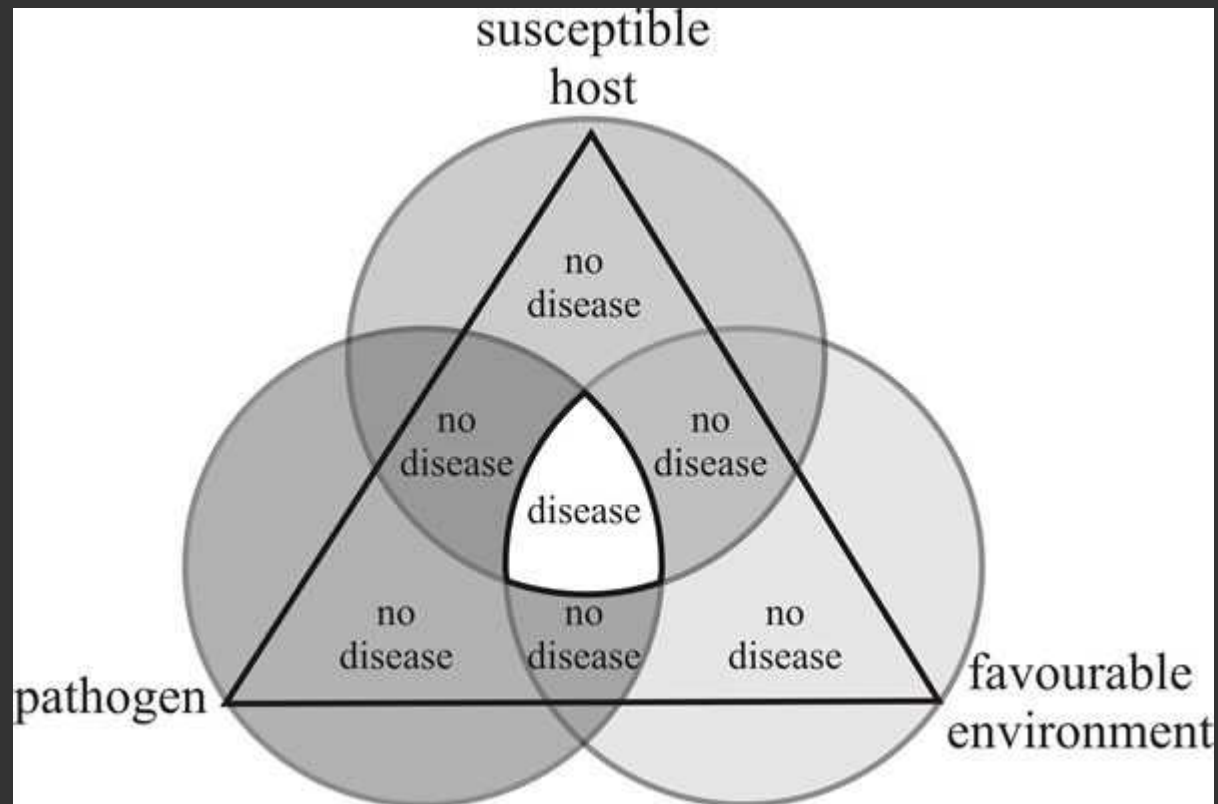 susceptible
host
no
disease
no
disease
no
disease
disease
no
disease
no
disease
no
disease
pathogen
favourable
environment